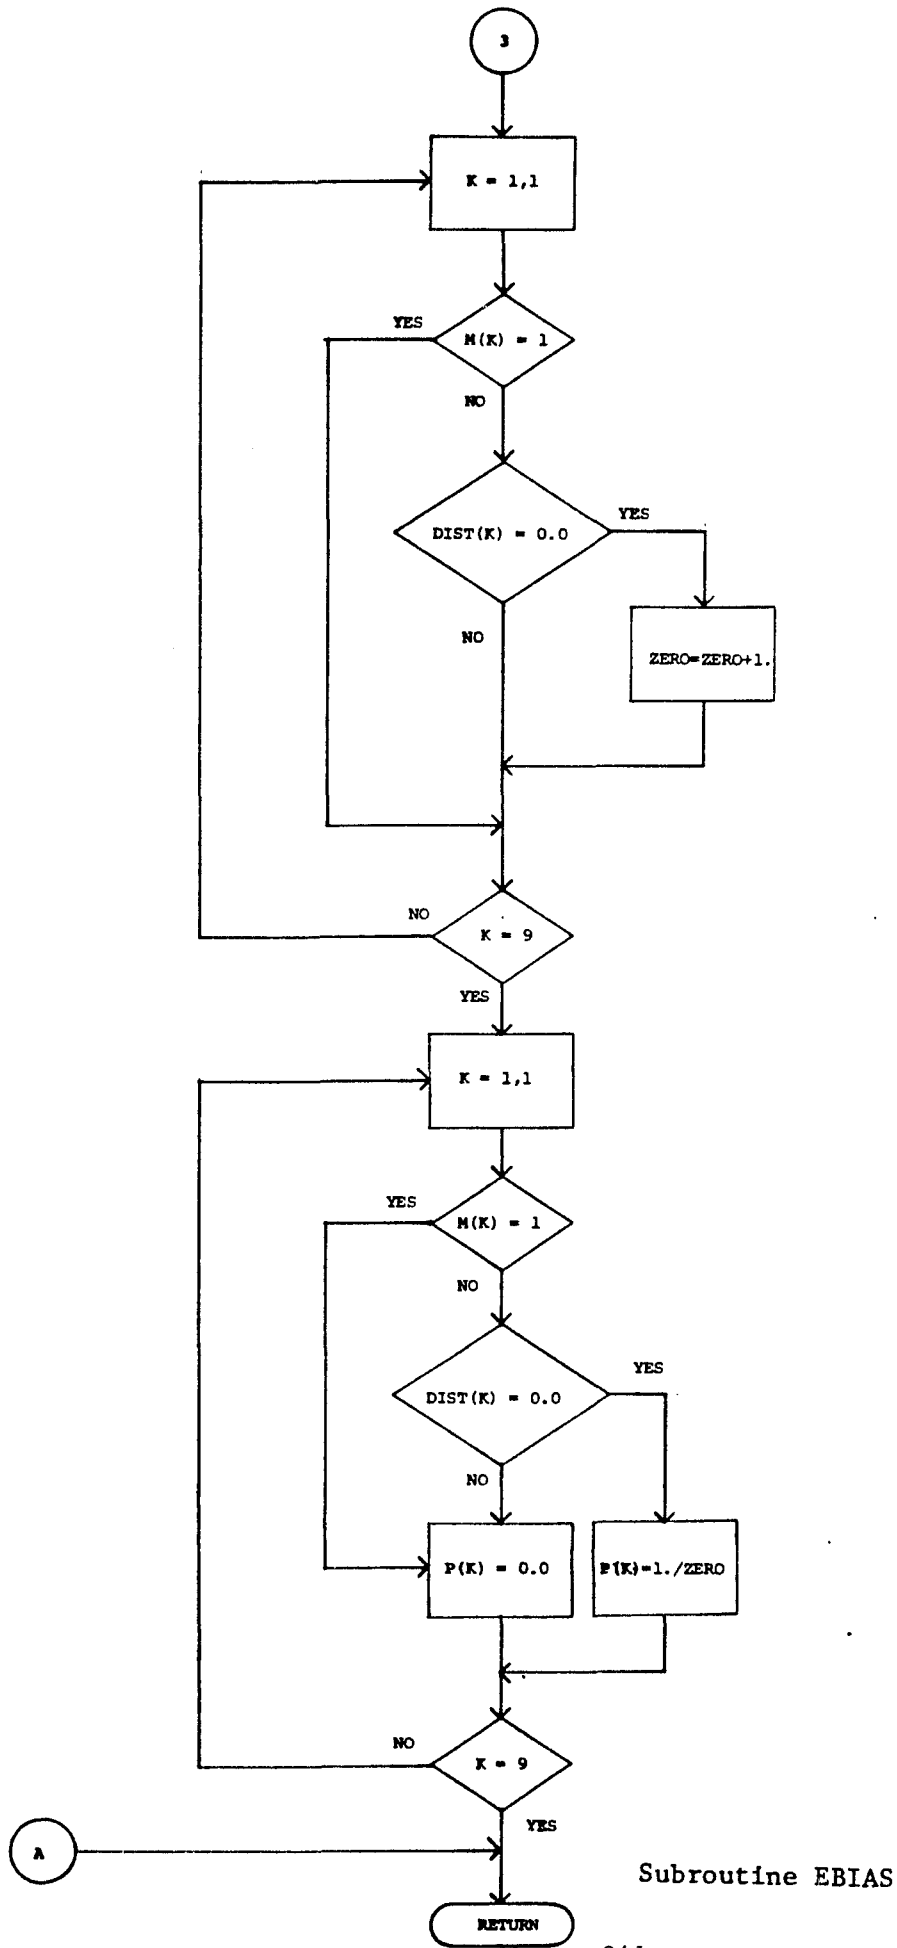 3
K = 1,1
YES
M(K) = 1
NO
YES
DIST(K) = 0.0
NO
ZERO=ZERO+1.
NO
K = 9
YES
K = 1,1
YES
M(K) = 1
NO
YES
DIST(K) = 0.0
NO
P(K) = 0.0
P(K)=1./ZERO
NO
K = 9
YES
A
Subroutine EBIAS
RETURN